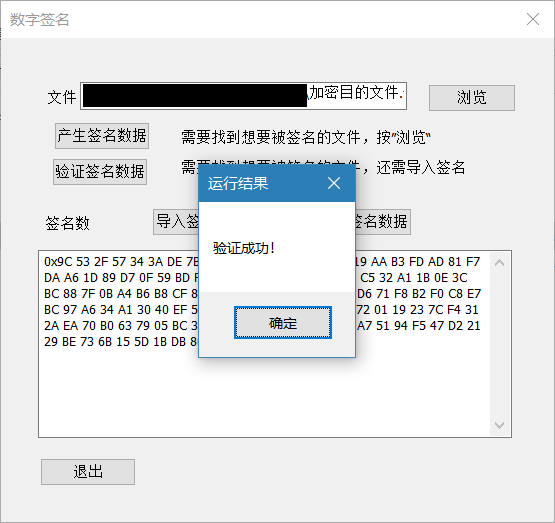 数字签名
文件
\加密目的文件.
浏览
产生签名数据
需要找到想要被签名的文件，按"浏览“
验证签名数据
需要找到想要被签名的文件，还需导入签名
运行结果
签名数
导入签
签名数据
验证成功！
确定
0x9C 53 2F 57 34 3A DE 7B
19 AA B3 FD AD 81 F7
DA A6 1D 89 D7 0F 59 BD
C5 32 A1 1B 0E 3C
BC 88 7F 0B A4 B6 B8 CF 8
D6 71 F8 B2 F0 C8 E7
BC 97 A6 34 A1 30 40 EF 5
72 01 19 23 7C F4 31
2A EA 70 B0 63 79 05 BC 3
A7 51 94 F5 47 D2 21
29 BE 73 6B 15 5D 1B DB 8
退出